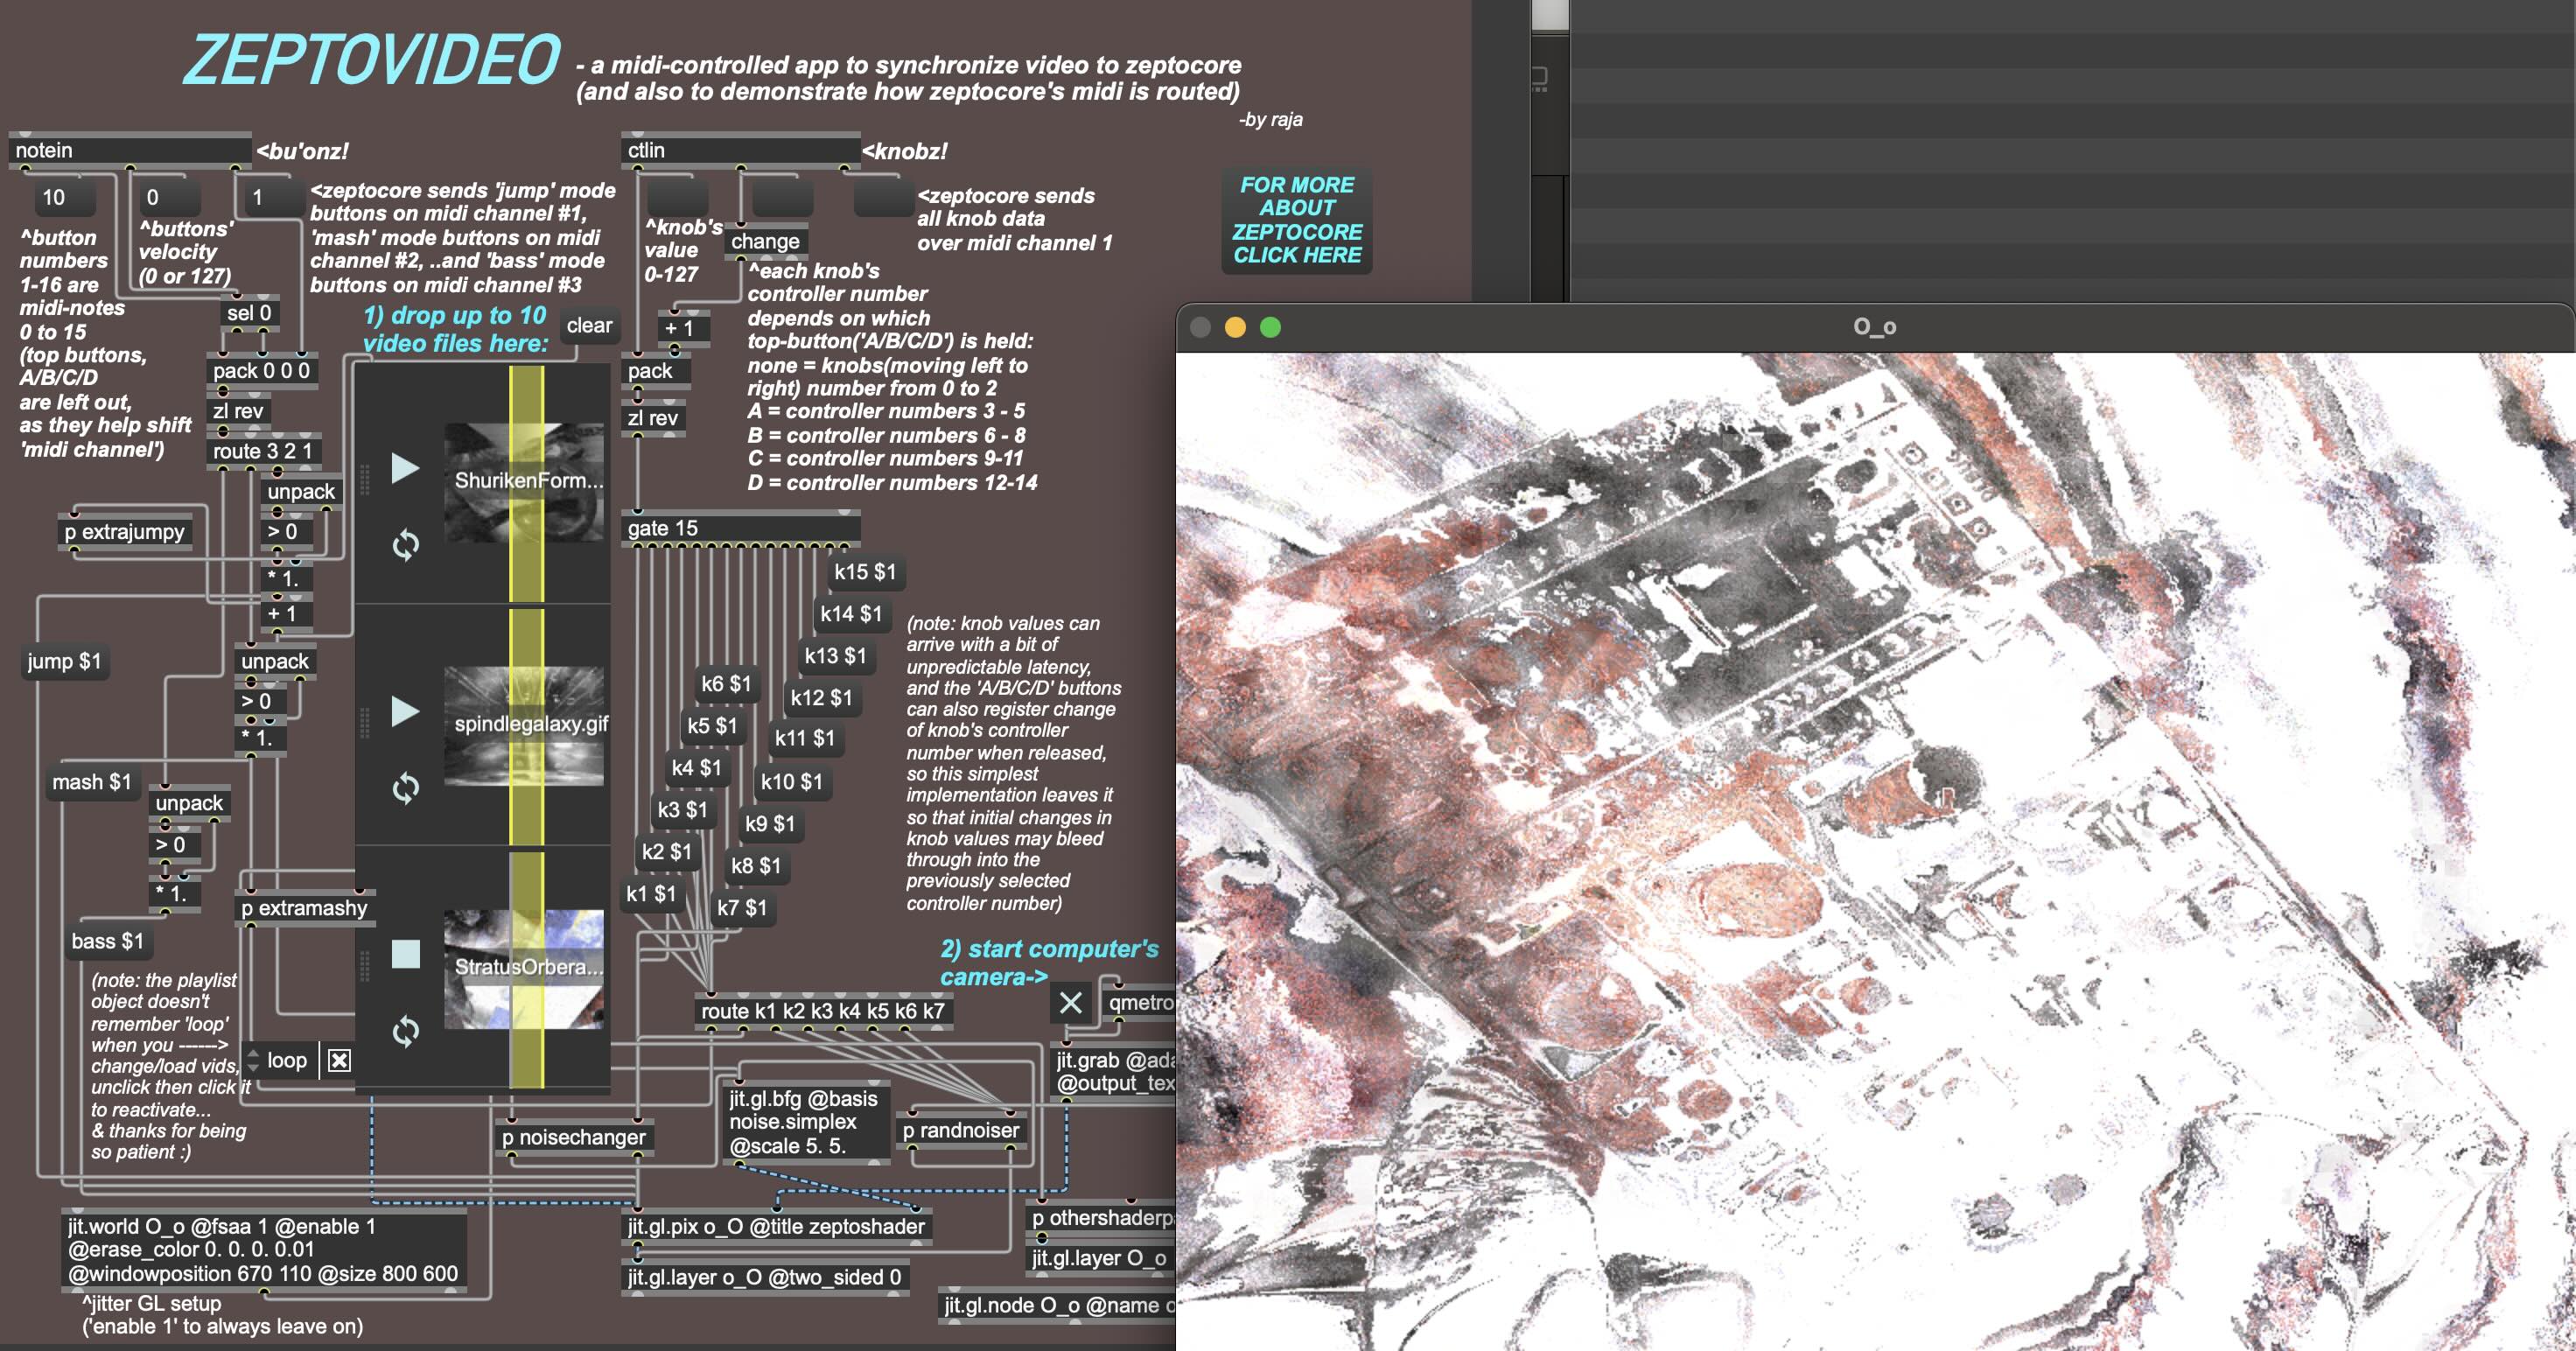 ZEPTOVIDEO
- a midi-controlled app to synchronize video to zeptocore
(and also to demonstrate how zeptocore's midi is routed)
-by raja
notein
<bu'onz!
10
0
1
^button
numbers
1-16 are
midi-notes
0 to 15
(top buttons,
A/B/C/D
are left out,
as they help shift
'midi channel')
^buttons'
velocity
(0 or 127)
<zeptocore sends 'jump' mode
buttons on midi channel #1,
'mash' mode buttons on midi
channel #2, ..and 'bass' mode
buttons on midi channel #3
sel 0
pack 0 0 0
zl rev
route 3 2 1
unpack
> 0
* 1.
+ 1
p extrajumpy
jump $1
unpack
> 0
* 1.
mash $1
unpack
> 0
* 1.
p extramashy
bass $1
1) drop up to 10
video files here:
clear
ShurikenForm...
spindlegalaxy.gif
StratusOrbera...
(note: the playlist
object doesn't
remember 'loop'
when you ------>
change/load vids,
unclick then click it
to reactivate...
& thanks for being
so patient :)
loop
ctlin
<knobz!
^knob's
value
0-127
change
<zeptocore sends
all knob data
over midi channel 1
+ 1
pack
zl rev
^each knob's
controller number
depends on which
top-button('A/B/C/D') is held:
none = knobs(moving left to
right) number from 0 to 2
A = controller numbers 3 - 5
B = controller numbers 6 - 8
C = controller numbers 9-11
D = controller numbers 12-14
FOR MORE
ABOUT
ZEPTOCORE
CLICK HERE
gate 15
k15 $1
k14 $1
k13 $1
k12 $1
k11 $1
k10 $1
k9 $1
k8 $1
k7 $1
k6 $1
k5 $1
k4 $1
k3 $1
k2 $1
k1 $1
(note: knob values can
arrive with a bit of
unpredictable latency,
and the 'A/B/C/D' buttons
can also register change
of knob's controller
number when released,
so this simplest
implementation leaves it
so that initial changes in
knob values may bleed
through into the
previously selected
controller number)
2) start computer's
camera->
route k1 k2 k3 k4 k5 k6 k7
qmetro
jit.grab @ada
@output_tex
jit.gl.bfg @basis
noise.simplex
@scale 5. 5.
p noisechanger
p randnoiser
jit.world O_o @fsaa 1 @enable 1
@erase_color 0. 0. 0. 0.01
@windowposition 670 110 @size 800 600
^jitter GL setup
('enable 1' to always leave on)
jit.gl.pix o_O @title zeptoshader
jit.gl.layer o_O @two_sided 0
p othershaderp
jit.gl.layer O_o
jit.gl.node O_o @name o
O_o